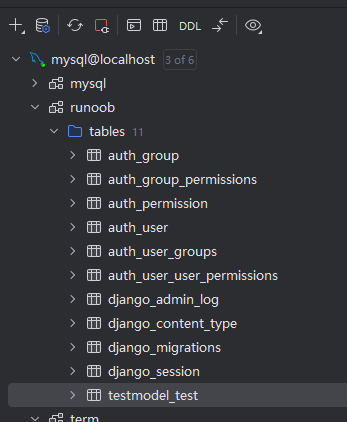 DDL
mysql@localhost 3 of 6
mysql
runoob
tables 11
auth_group
auth_group_permissions
auth_permission
auth_user
auth_user_groups
auth_user_user_permissions
django_admin_log
django_content_type
django_migrations
django_session
testmodel_test
term